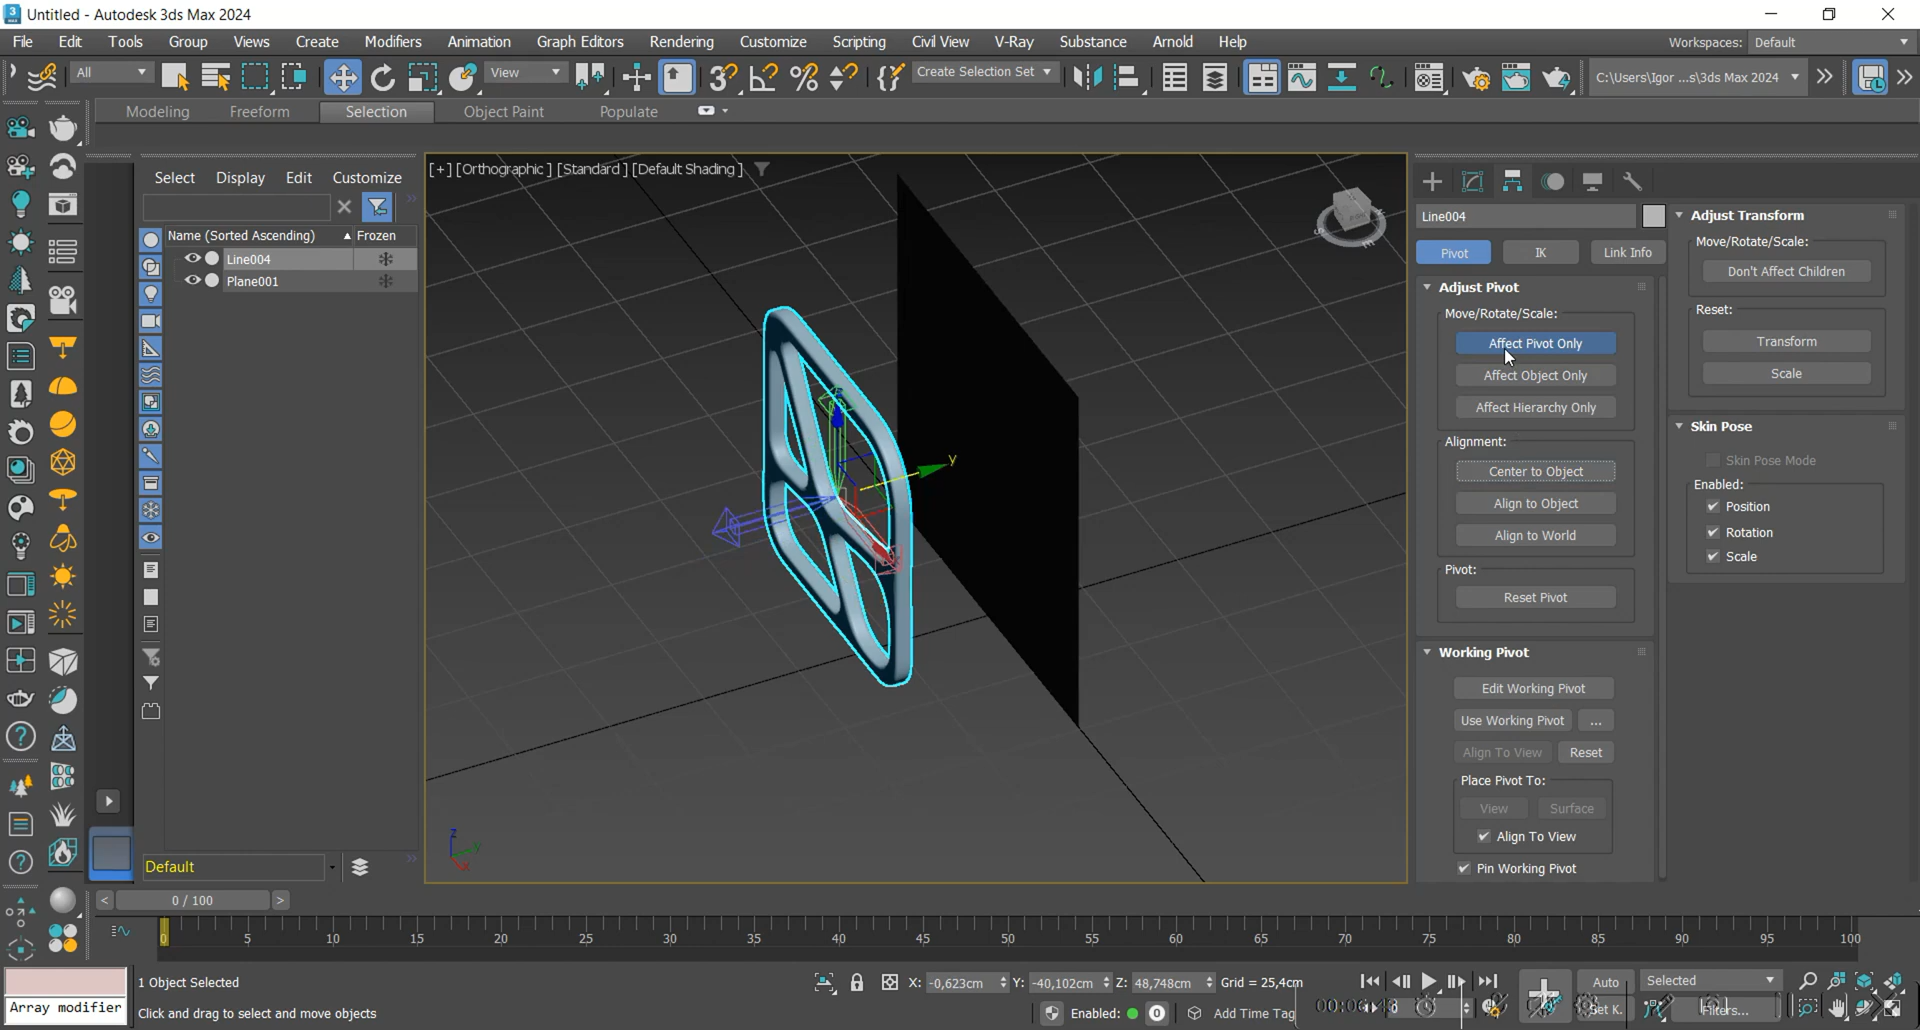 Untitled - Autodesk 3ds Max 2024
File Edit Tools Group Views Create Modifiers Animation Graph Editors Rendering Customize Scripting Civil View V-Ray Substance Arnold Help
Workspaces: Default
All
View
Create Selection Set
C:\Users\Igor ...s\3ds Max 2024
Modeling Freeform Selection Object Paint Populate
Select Display Edit Customize
Name (Sorted Ascending) Frozen
Line004
Plane001
[+] [Orthographic ] [Standard ] [Default Shading ]
y
z
y
x
Line004
Pivot IK Link Info
Adjust Pivot
Move/Rotate/Scale:
Affect Pivot Only
Affect Object Only
Affect Hierarchy Only
Alignment:
Center to Object
Align to Object
Align to World
Pivot:
Reset Pivot
Working Pivot
Edit Working Pivot
Use Working Pivot ...
Align To View Reset
Place Pivot To:
View Surface
Align To View
Pin Working Pivot
Adjust Transform
Move/Rotate/Scale:
Don't Affect Children
Reset:
Transform
Scale
Skin Pose
Skin Pose Mode
Enabled:
Position
Rotation
Scale
Default
< 0 / 100 >
0 5 10 15 20 25 30 35 40 45 50 55 60 65 70 75 80 85 90 95 100
Array modifier
1 Object Selected
Click and drag to select and move objects
X: -0,623cm Y: -40,102cm Z: 48,748cm Grid = 25,4cm
Enabled: 0 Add Time Tag
Auto Selected
Filters...